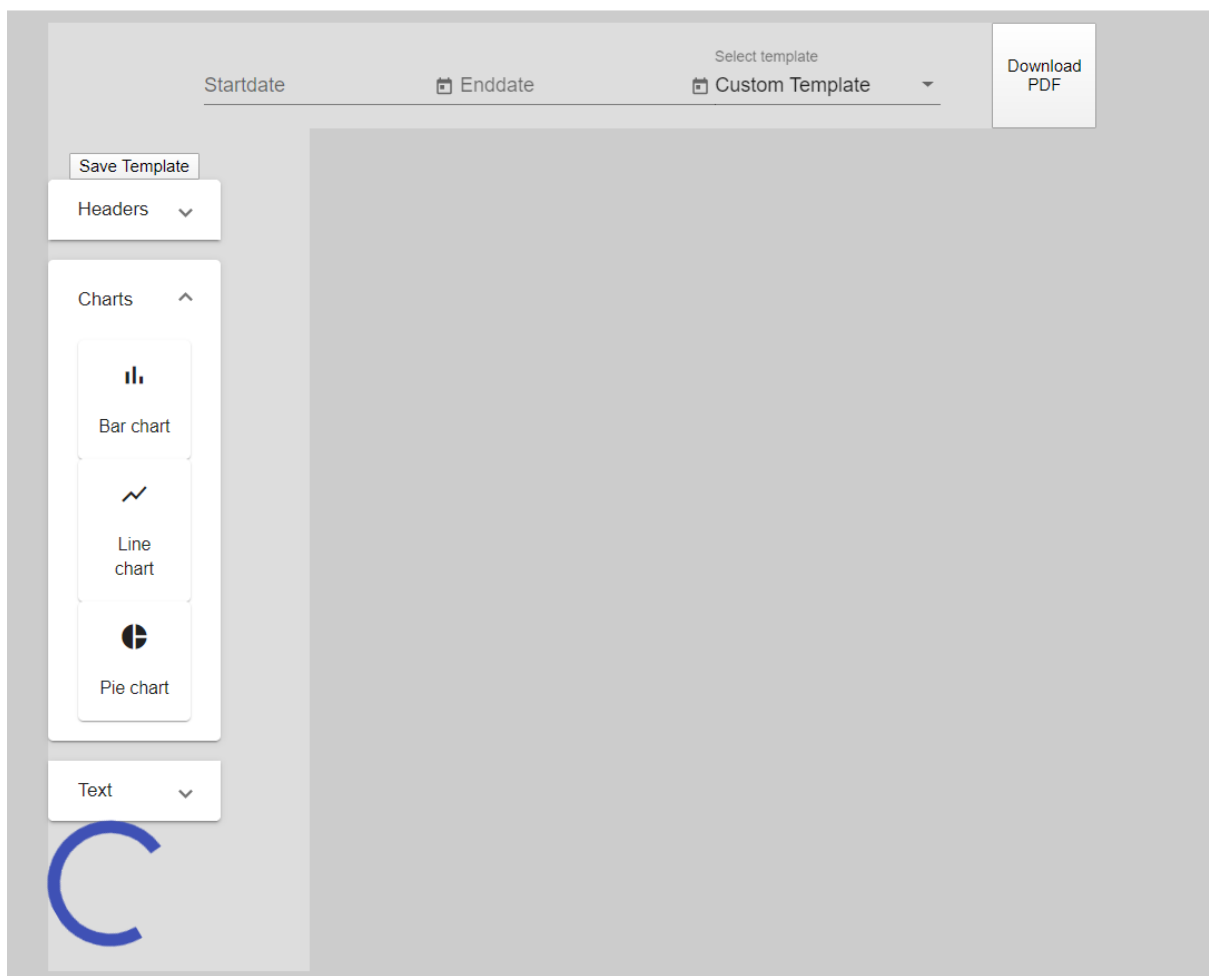 Select template
Startdate Enddate Custom Template
Download
PDF
Save Template
Headers
Charts
Bar chart
Line
chart
Pie chart
Text